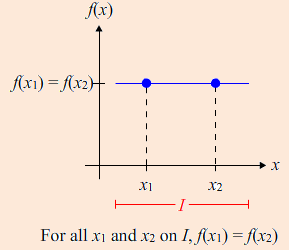 f(x)
f(x₁) = f(x₂)
x
x₁ x₂
I
For all x₁ and x₂ on I, f(x₁) = f(x₂)